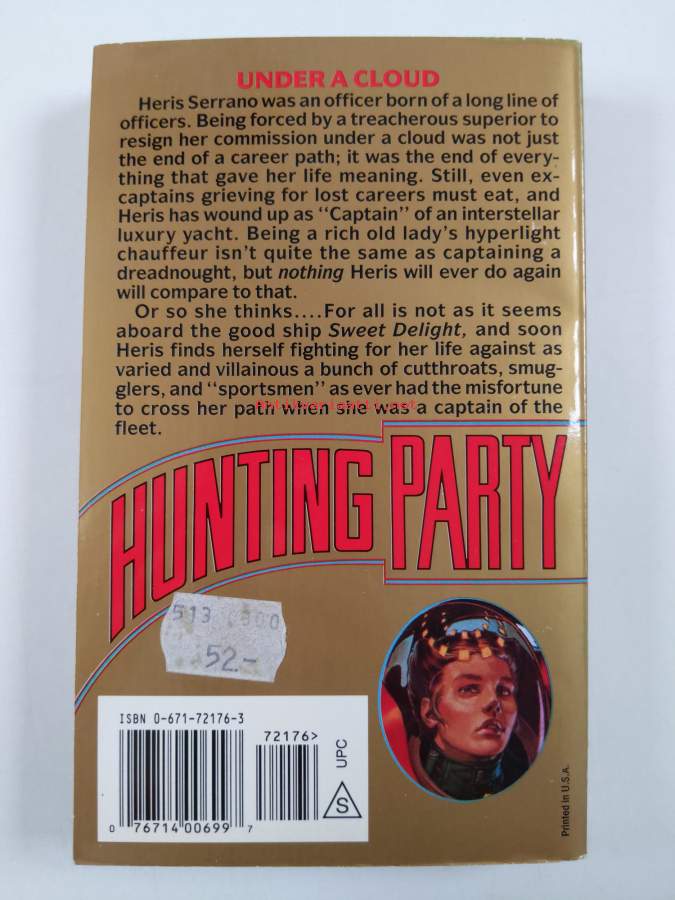 UNDER A CLOUD
Heris Serrano was an officer born of a long line of
officers. Being forced by a treacherous superior to
resign her commission under a cloud was not just
the end of a career path; it was the end of every-
thing that gave her life meaning. Still, even ex-
captains grieving for lost careers must eat, and
Heris has wound up as "Captain" of an interstellar
luxury yacht. Being a rich old lady's hyperlight
chauffeur isn't quite the same as captaining a
dreadnought, but nothing Heris will ever do again
will compare to that.
Or so she thinks....For all is not as it seems
aboard the good ship Sweet Delight, and soon
Heris finds herself fighting for her life against as
varied and villainous a bunch of cutthroats, smug-
glers, and "sportsmen" as ever had the misfortune
to cross her path when she was a captain of the
fleet.
HUNTING PARTY
513 300
52.-
ISBN 0-671-72176-3
72176>
UPC
S
0 76714 00699 7
Printed in U.S.A.